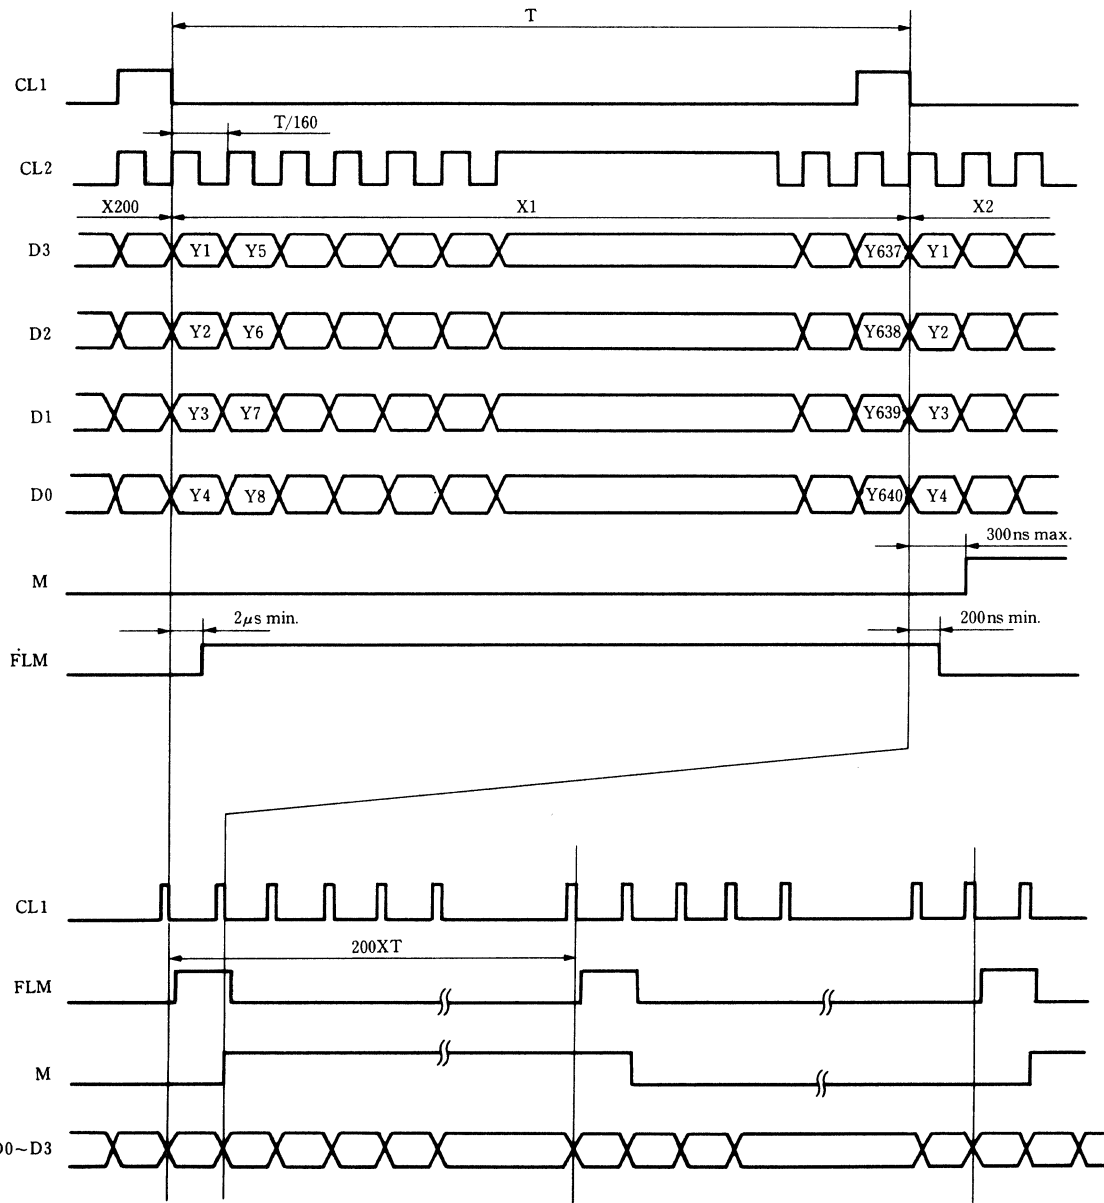 T
CL1
T/160
CL2
X200 X1 X2
D3 Y1 Y5 Y637 Y1
D2 Y2 Y6 Y638 Y2
D1 Y3 Y7 Y639 Y3
D0 Y4 Y8 Y640 Y4
300ns max.
M
2μs min. 200ns min.
FLM
CL1
200XT
FLM
M
D0~D3